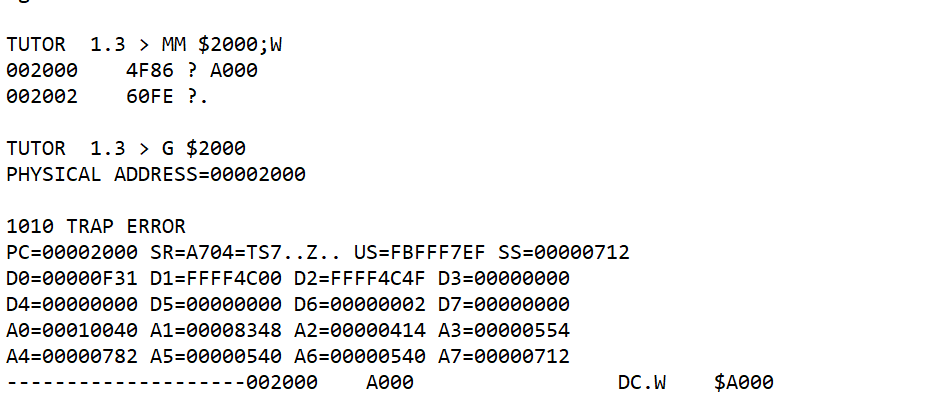 TUTOR  1.3 > MM $2000;W
002000    4F86 ? A000
002002    60FE ?.
TUTOR  1.3 > G $2000
PHYSICAL ADDRESS=00002000
1010 TRAP ERROR
PC=00002000 SR=A704=TS7..Z.. US=FBFFF7EF SS=00000712
D0=00000F31 D1=FFFF4C00 D2=FFFF4C4F D3=00000000
D4=00000000 D5=00000000 D6=00000002 D7=00000000
A0=00010040 A1=00008348 A2=00000414 A3=00000554
A4=00000782 A5=00000540 A6=00000540 A7=00000712
--------------------002000    A000                     DC.W    $A000